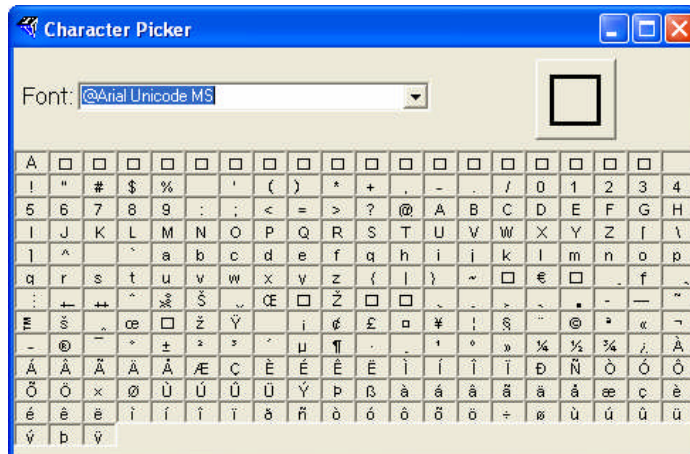 Character Picker
Font: @Arial Unicode MS
A □ □ □ □ □ □ □ □ □ □ □ □ □ □ □ □ □ □
! " # $ % ' ( ) * + , - . / 0 1 2 3 4
5 6 7 8 9 : ; < = > ? @ A B C D E F G H
I J K L M N O P Q R S T U V W X Y Z [ \
] ^ ` a b c d e f g h i j k l m n o p
q r s t u v w x y z { | } ~ □ € □ ƒ
Š Œ □ Ž □ □ — ˜
š œ □ ž Ÿ ¡ ¢ £ ¤ ¥ ¦ § ¨ © ª « ¬
- ® ¯ ° ± ² ³ ´ µ ¶ · ¸ ¹ º » ¼ ½ ¾ ¿ À
Á Â Ã Ä Å Æ Ç È É Ê Ë Ì Í Î Ï Ð Ñ Ò Ó Ô
Õ Ö × Ø Ù Ú Û Ü Ý Þ ß à á â ã ä å æ ç è
é ê ë ì í î ï ð ñ ò ó ô õ ö ÷ ø ù ú û ü
ý þ ÿ